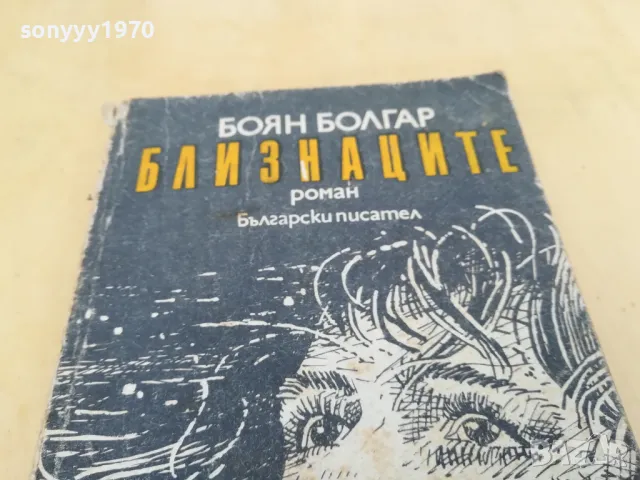 sonyyy1970
БОЯН БОЛГАР
БЛИЗНАЦИТЕ
роман
Български писател